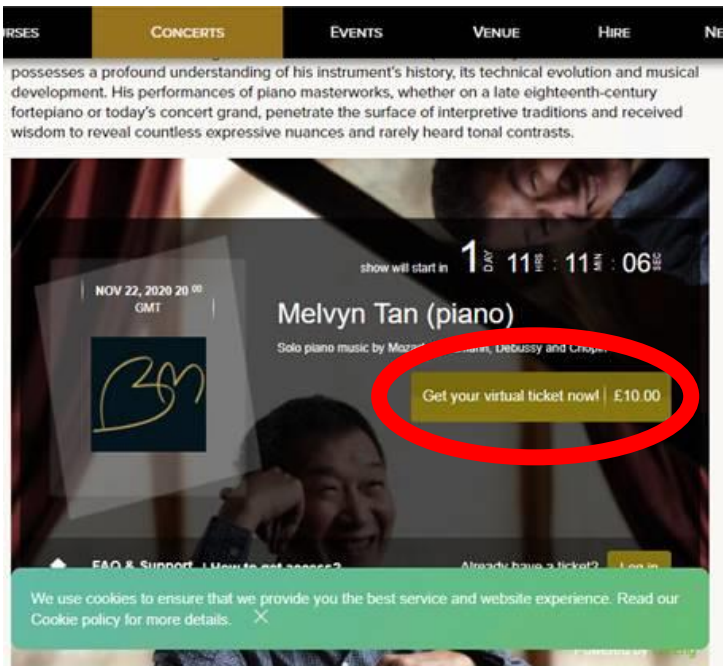 CONCERTS EVENTS VENUE HIRE
possesses a profound understanding of his instrument's history, its technical evolution and musical
development. His performances of piano masterworks, whether on a late eighteenth-century
fortepiano or today's concert grand, penetrate the surface of interpretive traditions and received
wisdom to reveal countless expressive nuances and rarely heard tonal contrasts.
show will start in 1 DAY 11 HRS : 11 MIN : 06 SEC
NOV 22, 2020 20 00
GMT
Melvyn Tan (piano)
Solo piano music by Debussy and Chopin
Get your virtual ticket now! | £10.00
FAQ & Support | How to get access? Already have a ticket? Log in
We use cookies to ensure that we provide you the best service and website experience. Read our
Cookie policy for more details. ×
Powered by